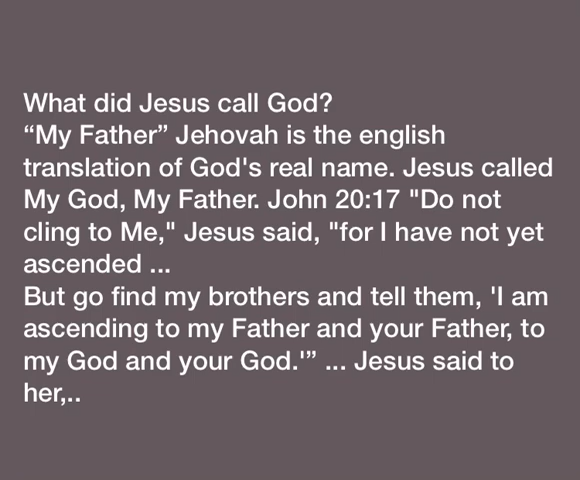 What did Jesus call God?
“My Father” Jehovah is the english
translation of God's real name. Jesus called
My God, My Father. John 20:17 "Do not
cling to Me," Jesus said, "for I have not yet
ascended ...
But go find my brothers and tell them, 'I am
ascending to my Father and your Father, to
my God and your God.'” ... Jesus said to
her,..